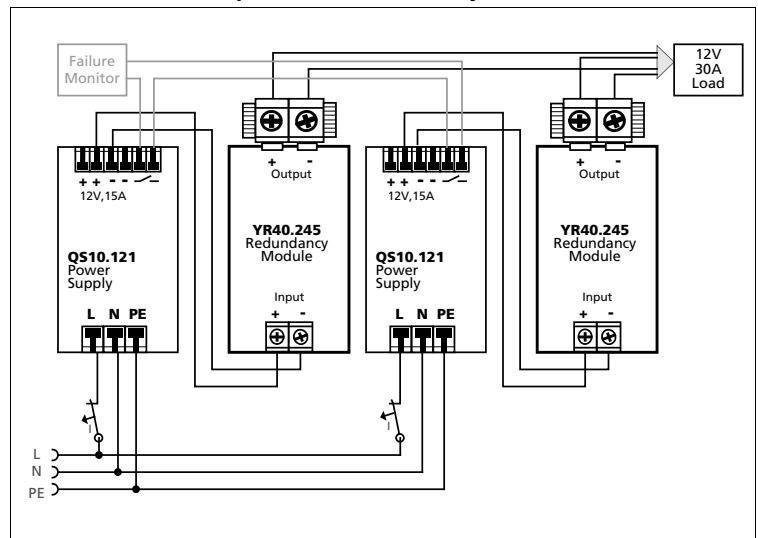 Failure
Monitor
12V
30A
Load
+ + - -
12V,15A
QS10.121
Power
Supply
L N PE
+ -
Output
YR40.245
Redundancy
Module
Input
+ -
+ + - -
12V,15A
QS10.121
Power
Supply
L N PE
+ -
Output
YR40.245
Redundancy
Module
Input
+ -
I
I
L
N
PE